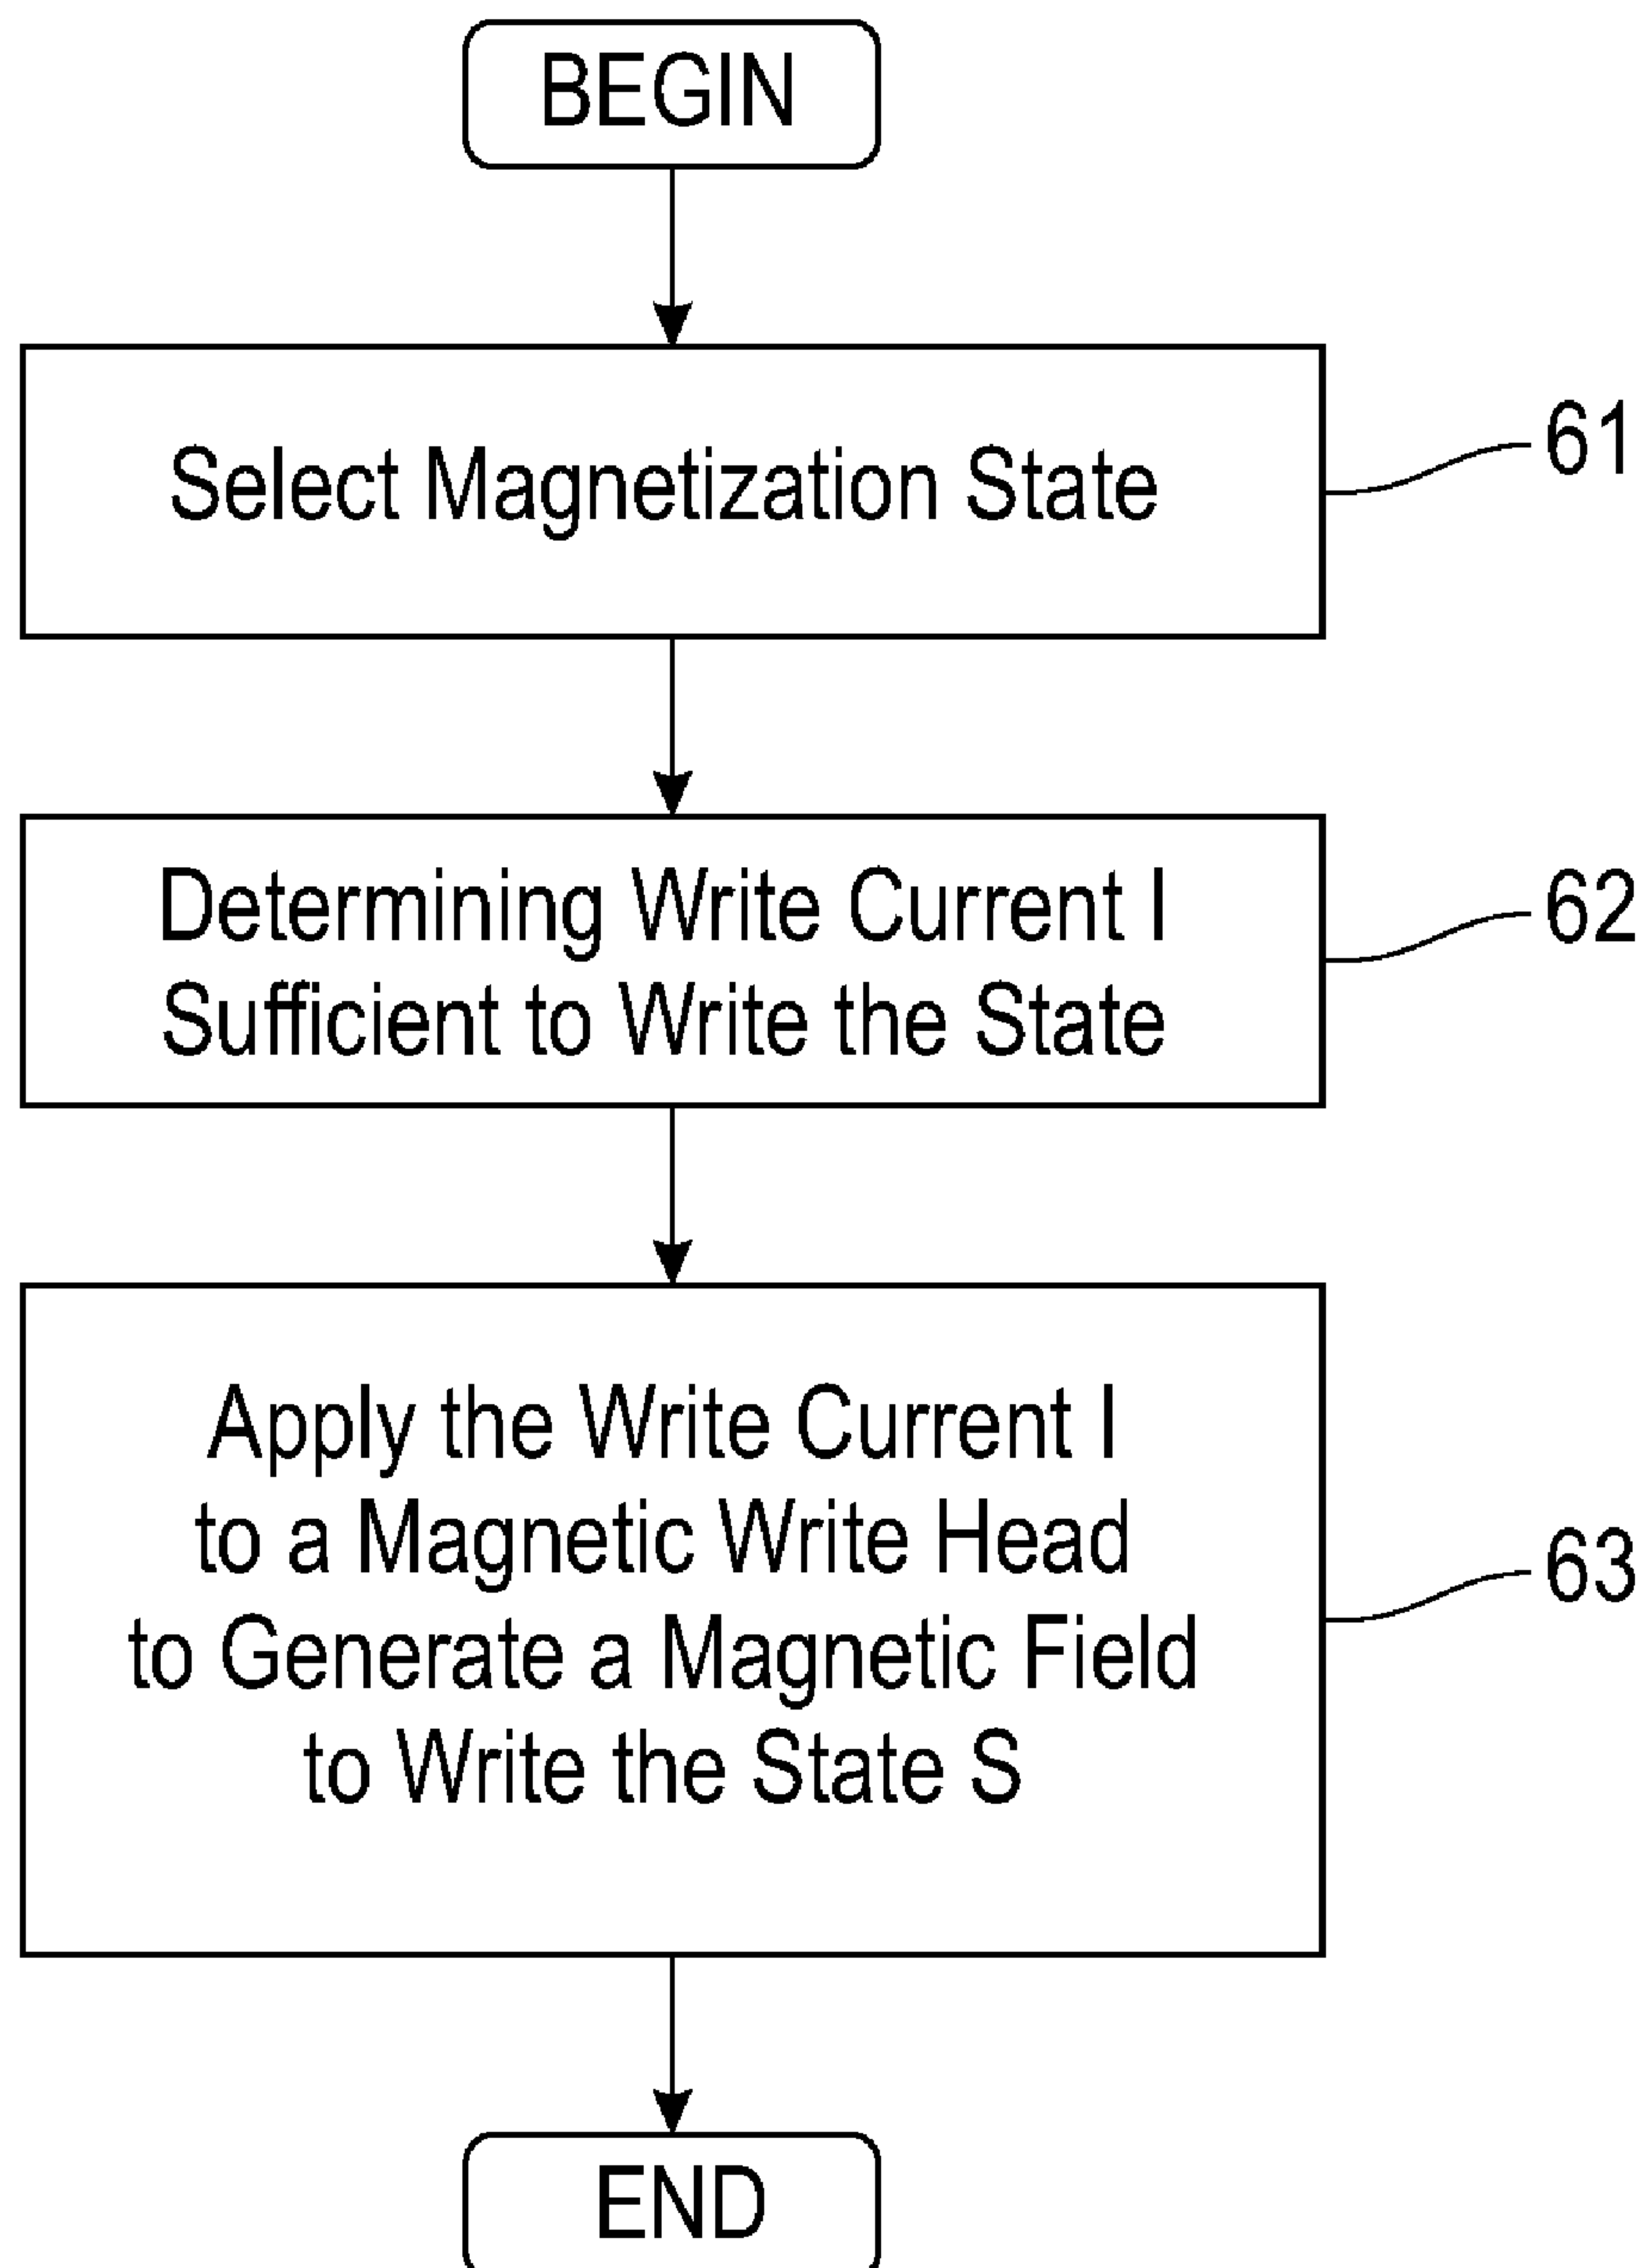 BEGIN
Select Magnetization State
61
Determining Write Current I
Sufficient to Write the State
62
Apply the Write Current I
to a Magnetic Write Head
to Generate a Magnetic Field
to Write the State S
63
END